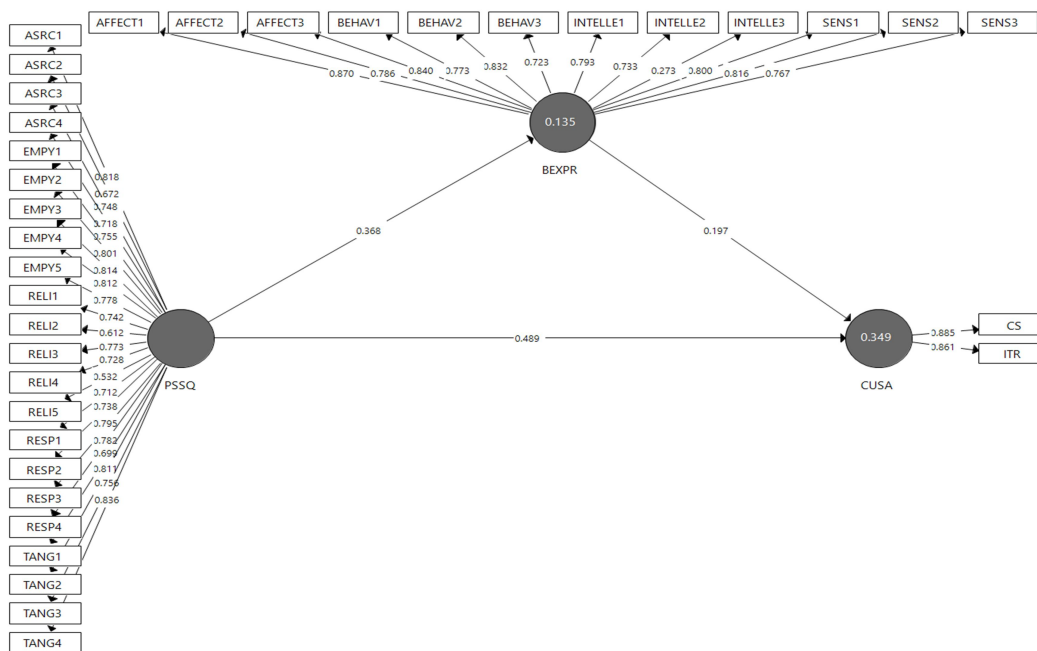 AFFECT1 AFFECT2 AFFECT3 BEHAV1 BEHAV2 BEHAV3 INTELLE1 INTELLE2 INTELLE3 SENS1 SENS2 SENS3
0.870 0.786 0.840 0.773 0.832 0.723 0.793 0.733 0.273 0.800 0.816 0.767
0.135
BEXPR
ASRC1
ASRC2
ASRC3
ASRC4
EMPY1
EMPY2
EMPY3
EMPY4
EMPY5
RELI1
RELI2
RELI3
RELI4
RELI5
RESP1
RESP2
RESP3
RESP4
TANG1
TANG2
TANG3
TANG4
0.818
0.672
0.748
0.718
0.755
0.801
0.814
0.812
0.778
0.742
0.612
0.773
0.728
0.532
0.712
0.738
0.795
0.782
0.699
0.811
0.756
0.836
PSSQ
0.368
0.197
0.489
0.349
CUSA
0.885
0.861
CS
ITR